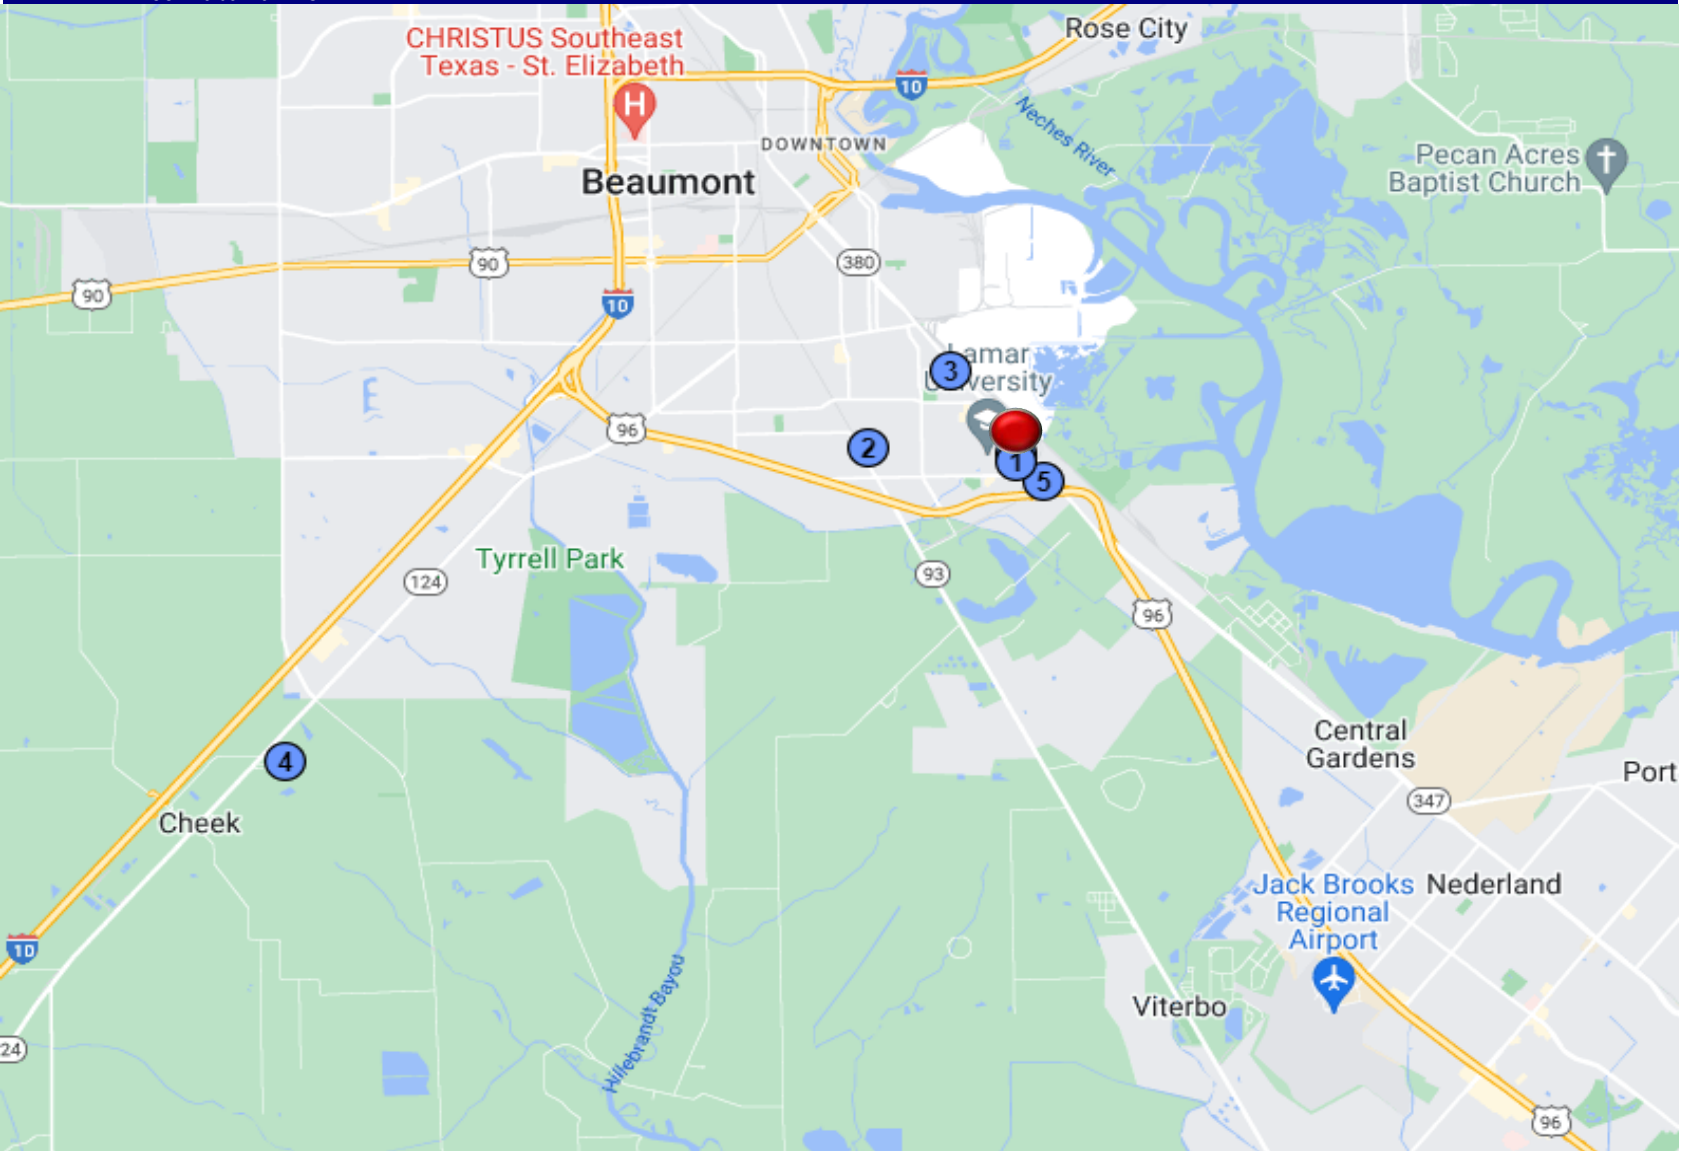 Rose City
CHRISTUS Southeast
Texas - St. Elizabeth
H
10
Neches River
DOWNTOWN
Pecan Acres
Baptist Church
Beaumont
90
380
90
10
Lamar
University
3
96
2
1
5
Tyrrell Park
93
124
96
Central
Gardens
4
Port
347
Cheek
Jack Brooks
Regional
Airport
Nederland
10
Hillebrandt Bayou
Viterbo
24
96